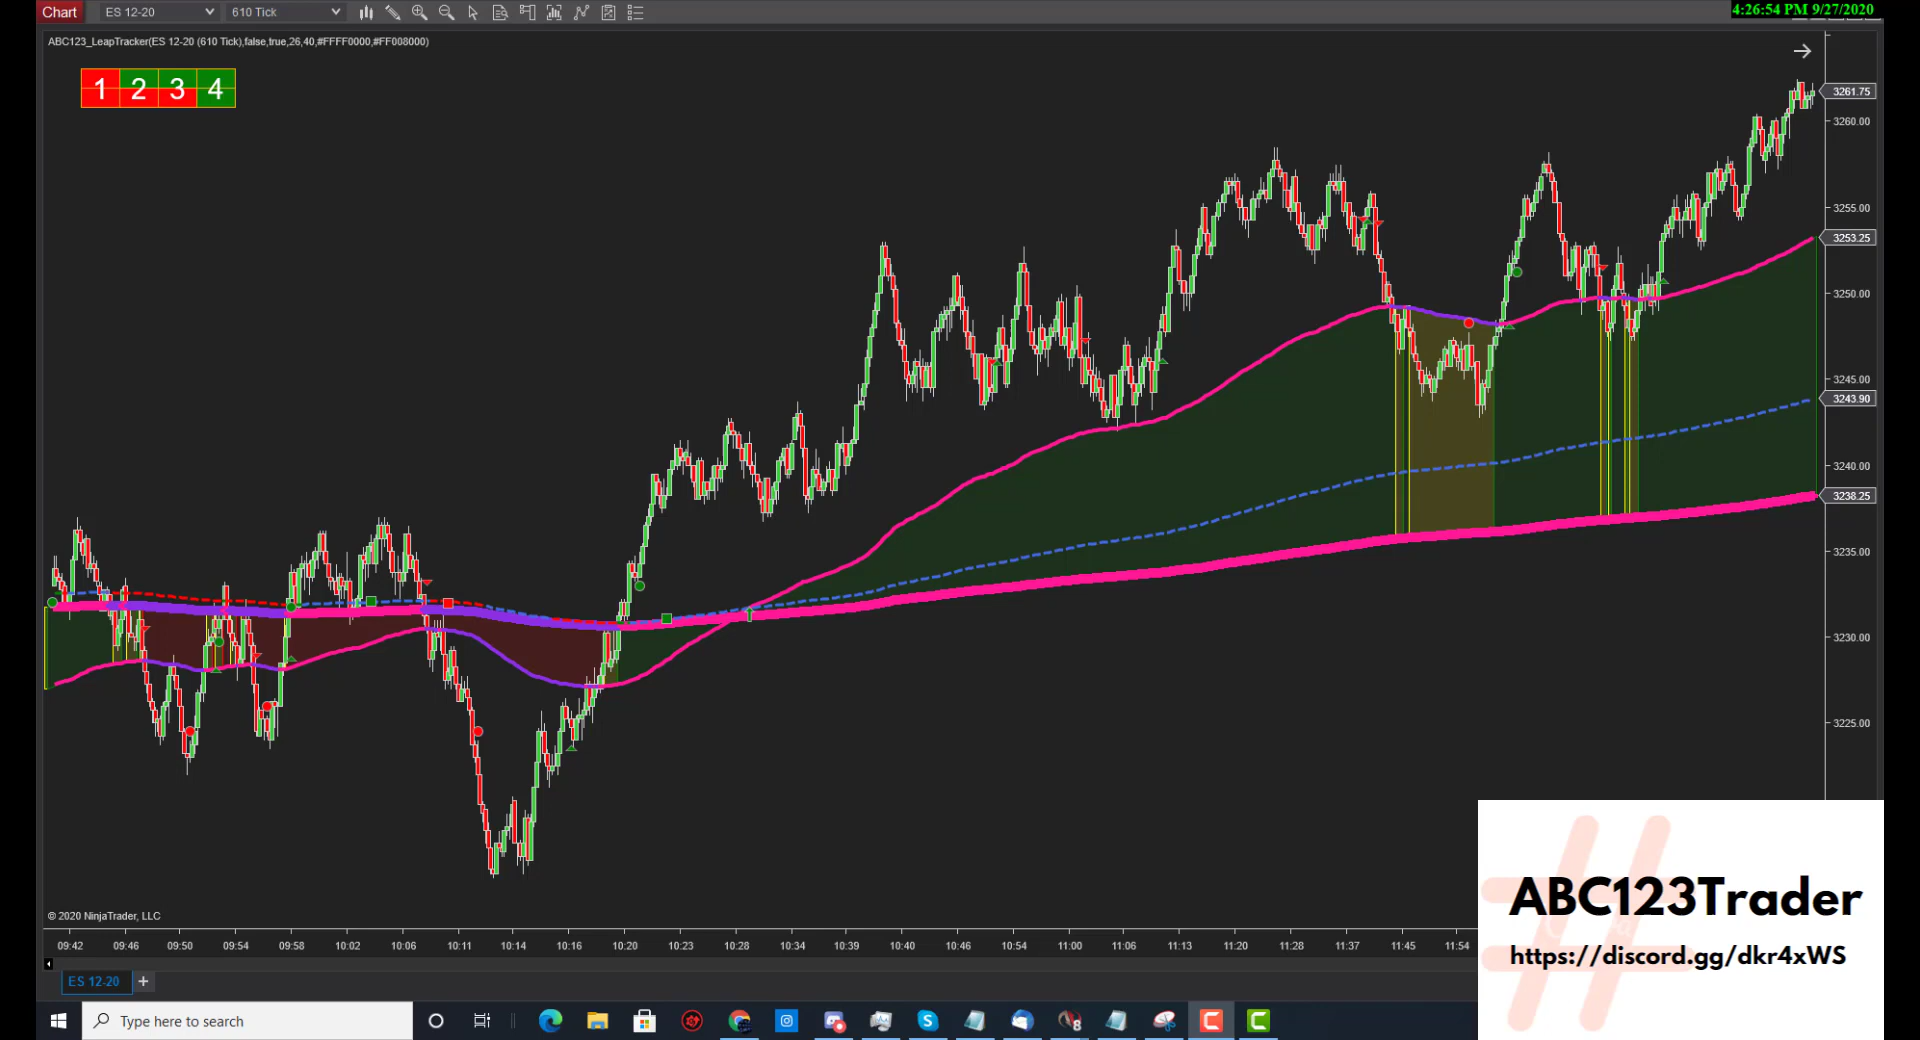 Chart ES 12-20 610 Tick 4:26:54 PM 9/27/2020
ABC123_LeapTracker(ES 12-20 (610 Tick),false,true,26,40,#FFFF0000,#FF008000)
1 2 3 4
3261.75
3260.00
3255.00
3253.25
3250.00
3245.00
3243.90
3240.00
3238.25
3235.00
3230.00
3225.00
ABC123Trader
https://discord.gg/dkr4xWS
© 2020 NinjaTrader, LLC
09:42 09:46 09:50 09:54 09:58 10:02 10:06 10:11 10:14 10:16 10:20 10:23 10:28 10:34 10:39 10:40 10:46 10:54 11:00 11:06 11:13 11:20 11:28 11:37 11:45 11:54
ES 12-20 +
Type here to search